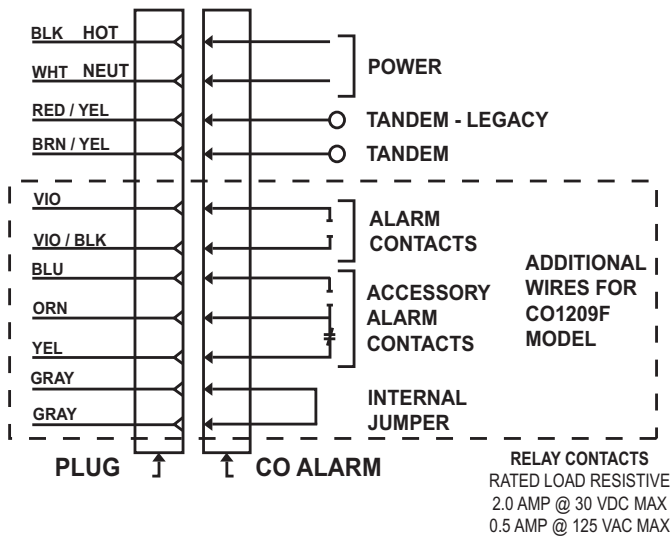 BLK HOT
WHT NEUT
POWER
RED / YEL
TANDEM - LEGACY
BRN / YEL
TANDEM
VIO
VIO / BLK
ALARM
CONTACTS
BLU
ORN
YEL
ACCESSORY
ALARM
CONTACTS
ADDITIONAL
WIRES FOR
CO1209F
MODEL
GRAY
GRAY
INTERNAL
JUMPER
PLUG
CO ALARM
RELAY CONTACTS
RATED LOAD RESISTIVE
2.0 AMP @ 30 VDC MAX
0.5 AMP @ 125 VAC MAX